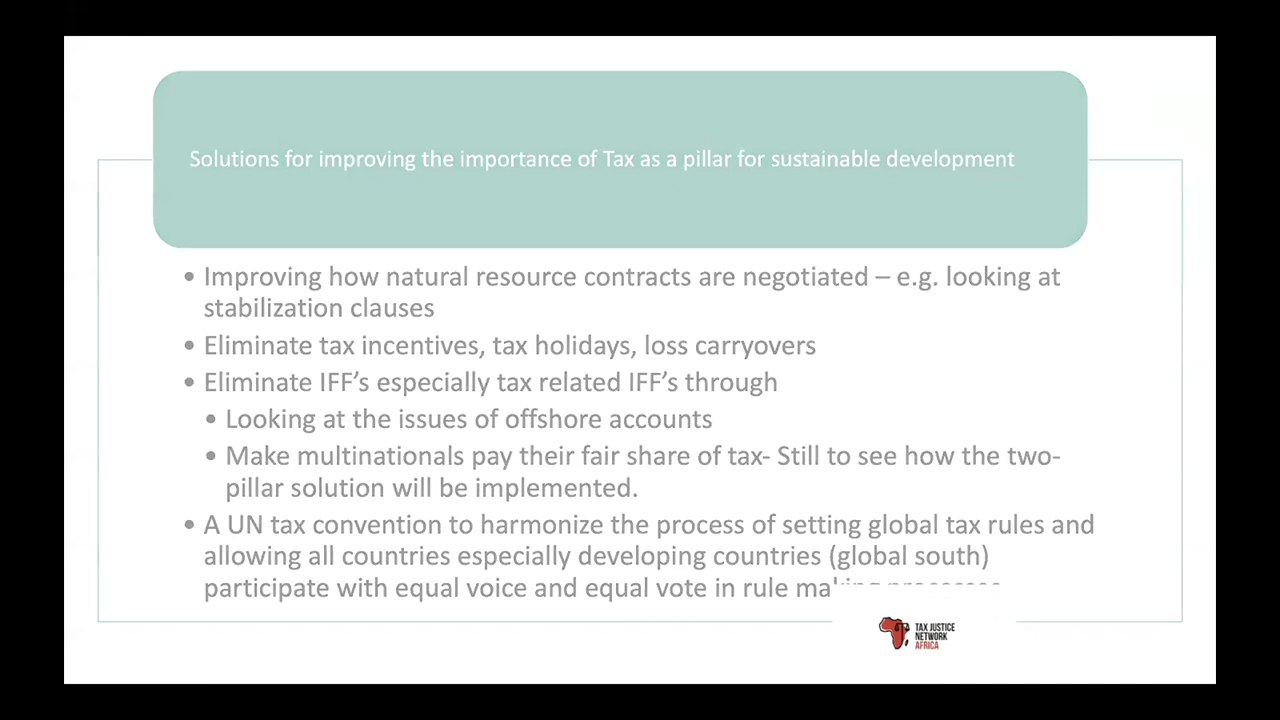 Solutions for improving the importance of Tax as a pillar for sustainable development
• Improving how natural resource contracts are negotiated – e.g. looking at
stabilization clauses
• Eliminate tax incentives, tax holidays, loss carryovers
• Eliminate IFF’s especially tax related IFF’s through
• Looking at the issues of offshore accounts
• Make multinationals pay their fair share of tax- Still to see how the two-
pillar solution will be implemented.
• A UN tax convention to harmonize the process of setting global tax rules and
allowing all countries especially developing countries (global south)
participate with equal voice and equal vote in rule
TAX JUSTICE
NETWORK
AFRICA